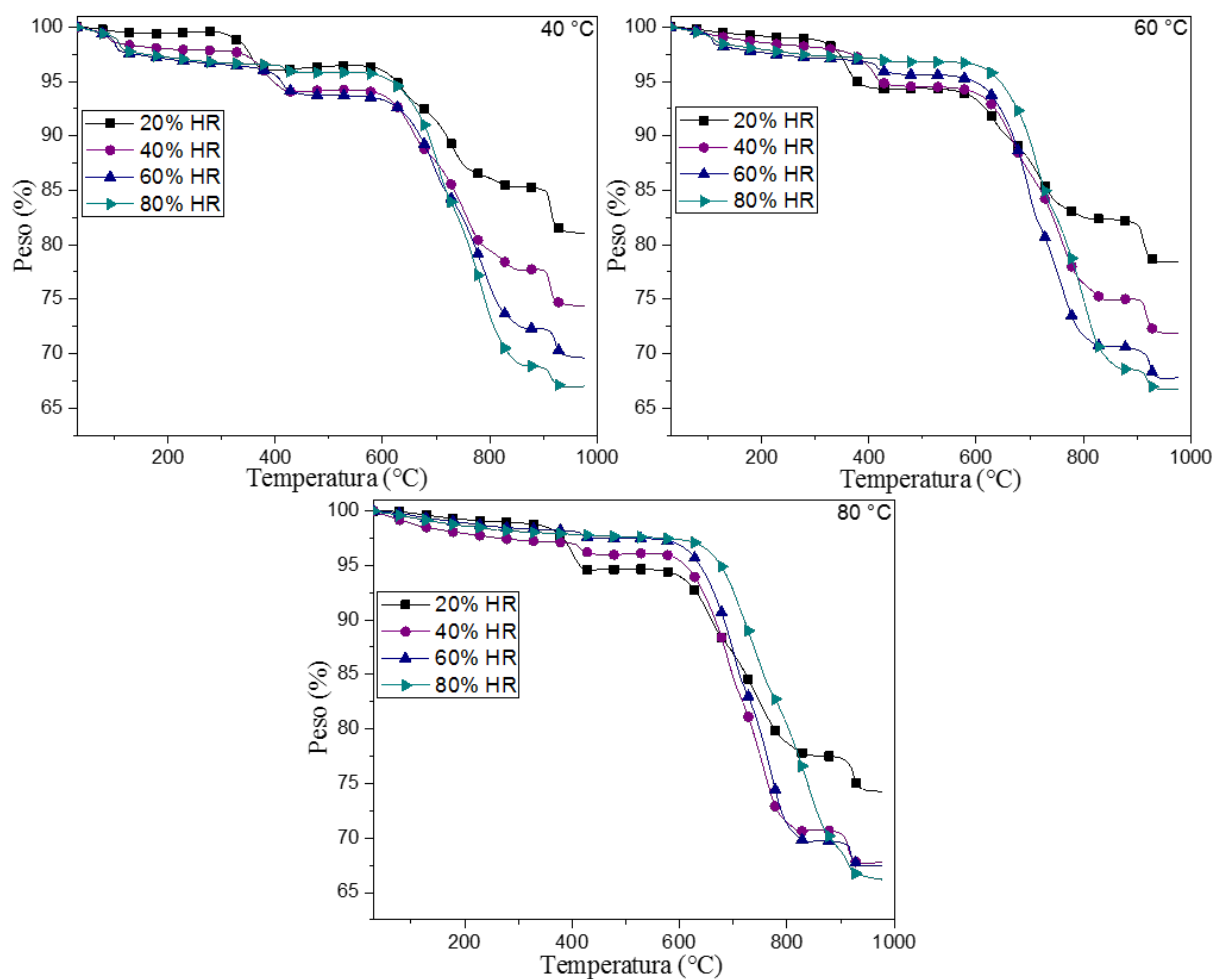 40 °C
100
95
90
85
80
75
70
65
Peso (%)
20% HR
40% HR
60% HR
80% HR
200 400 600 800 1000
Temperatura (°C)
60 °C
100
95
90
85
80
75
70
65
Peso (%)
20% HR
40% HR
60% HR
80% HR
200 400 600 800 1000
Temperatura (°C)
80 °C
100
95
90
85
80
75
70
65
Peso (%)
20% HR
40% HR
60% HR
80% HR
200 400 600 800 1000
Temperatura (°C)